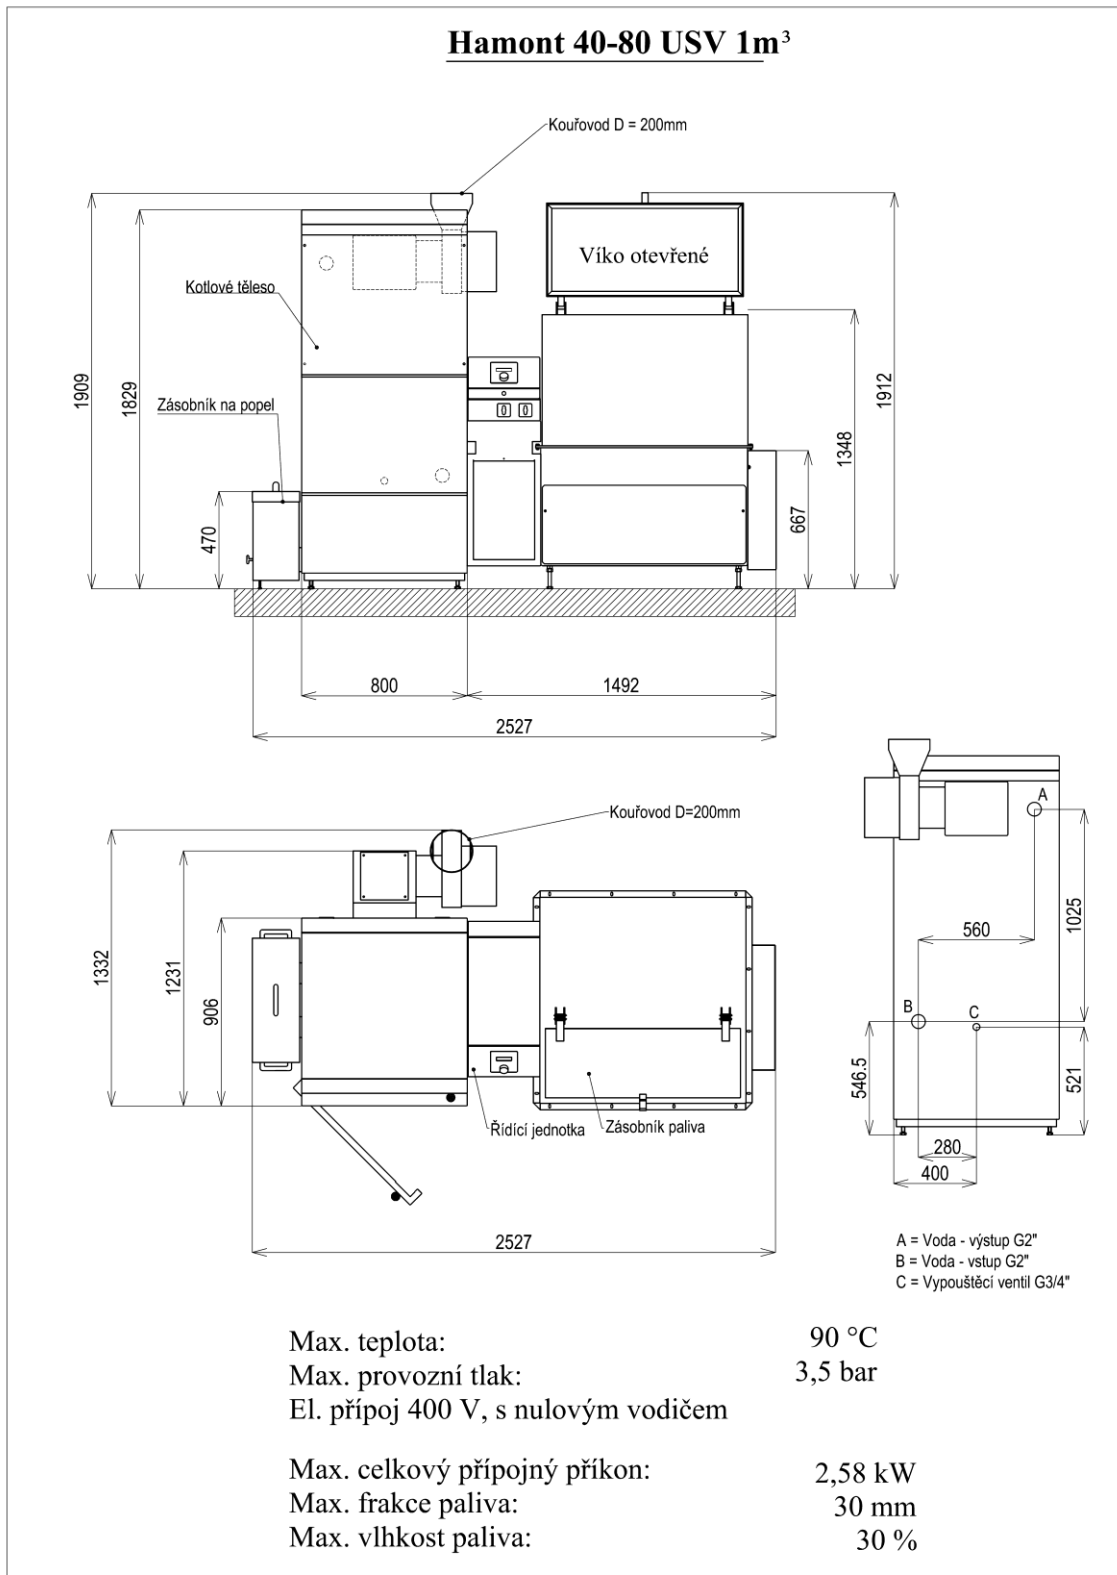 Hamont 40-80 USV 1m³
Kouřovod D = 200mm
Víko otevřené
Kotlové těleso
Zásobník na popel
1909
1829
470
1912
1348
667
800
1492
2527
Kouřovod D=200mm
1332
1231
906
Řídící jednotka
Zásobník paliva
2527
A
B
C
1025
560
546.5
521
280
400
A = Voda - výstup G2"
B = Voda - vstup G2"
C = Vypouštěcí ventil G3/4"
Max. teplota: 90 °C
Max. provozní tlak: 3,5 bar
El. přípoj 400 V, s nulovým vodičem
Max. celkový přípojný příkon: 2,58 kW
Max. frakce paliva: 30 mm
Max. vlhkost paliva: 30 %